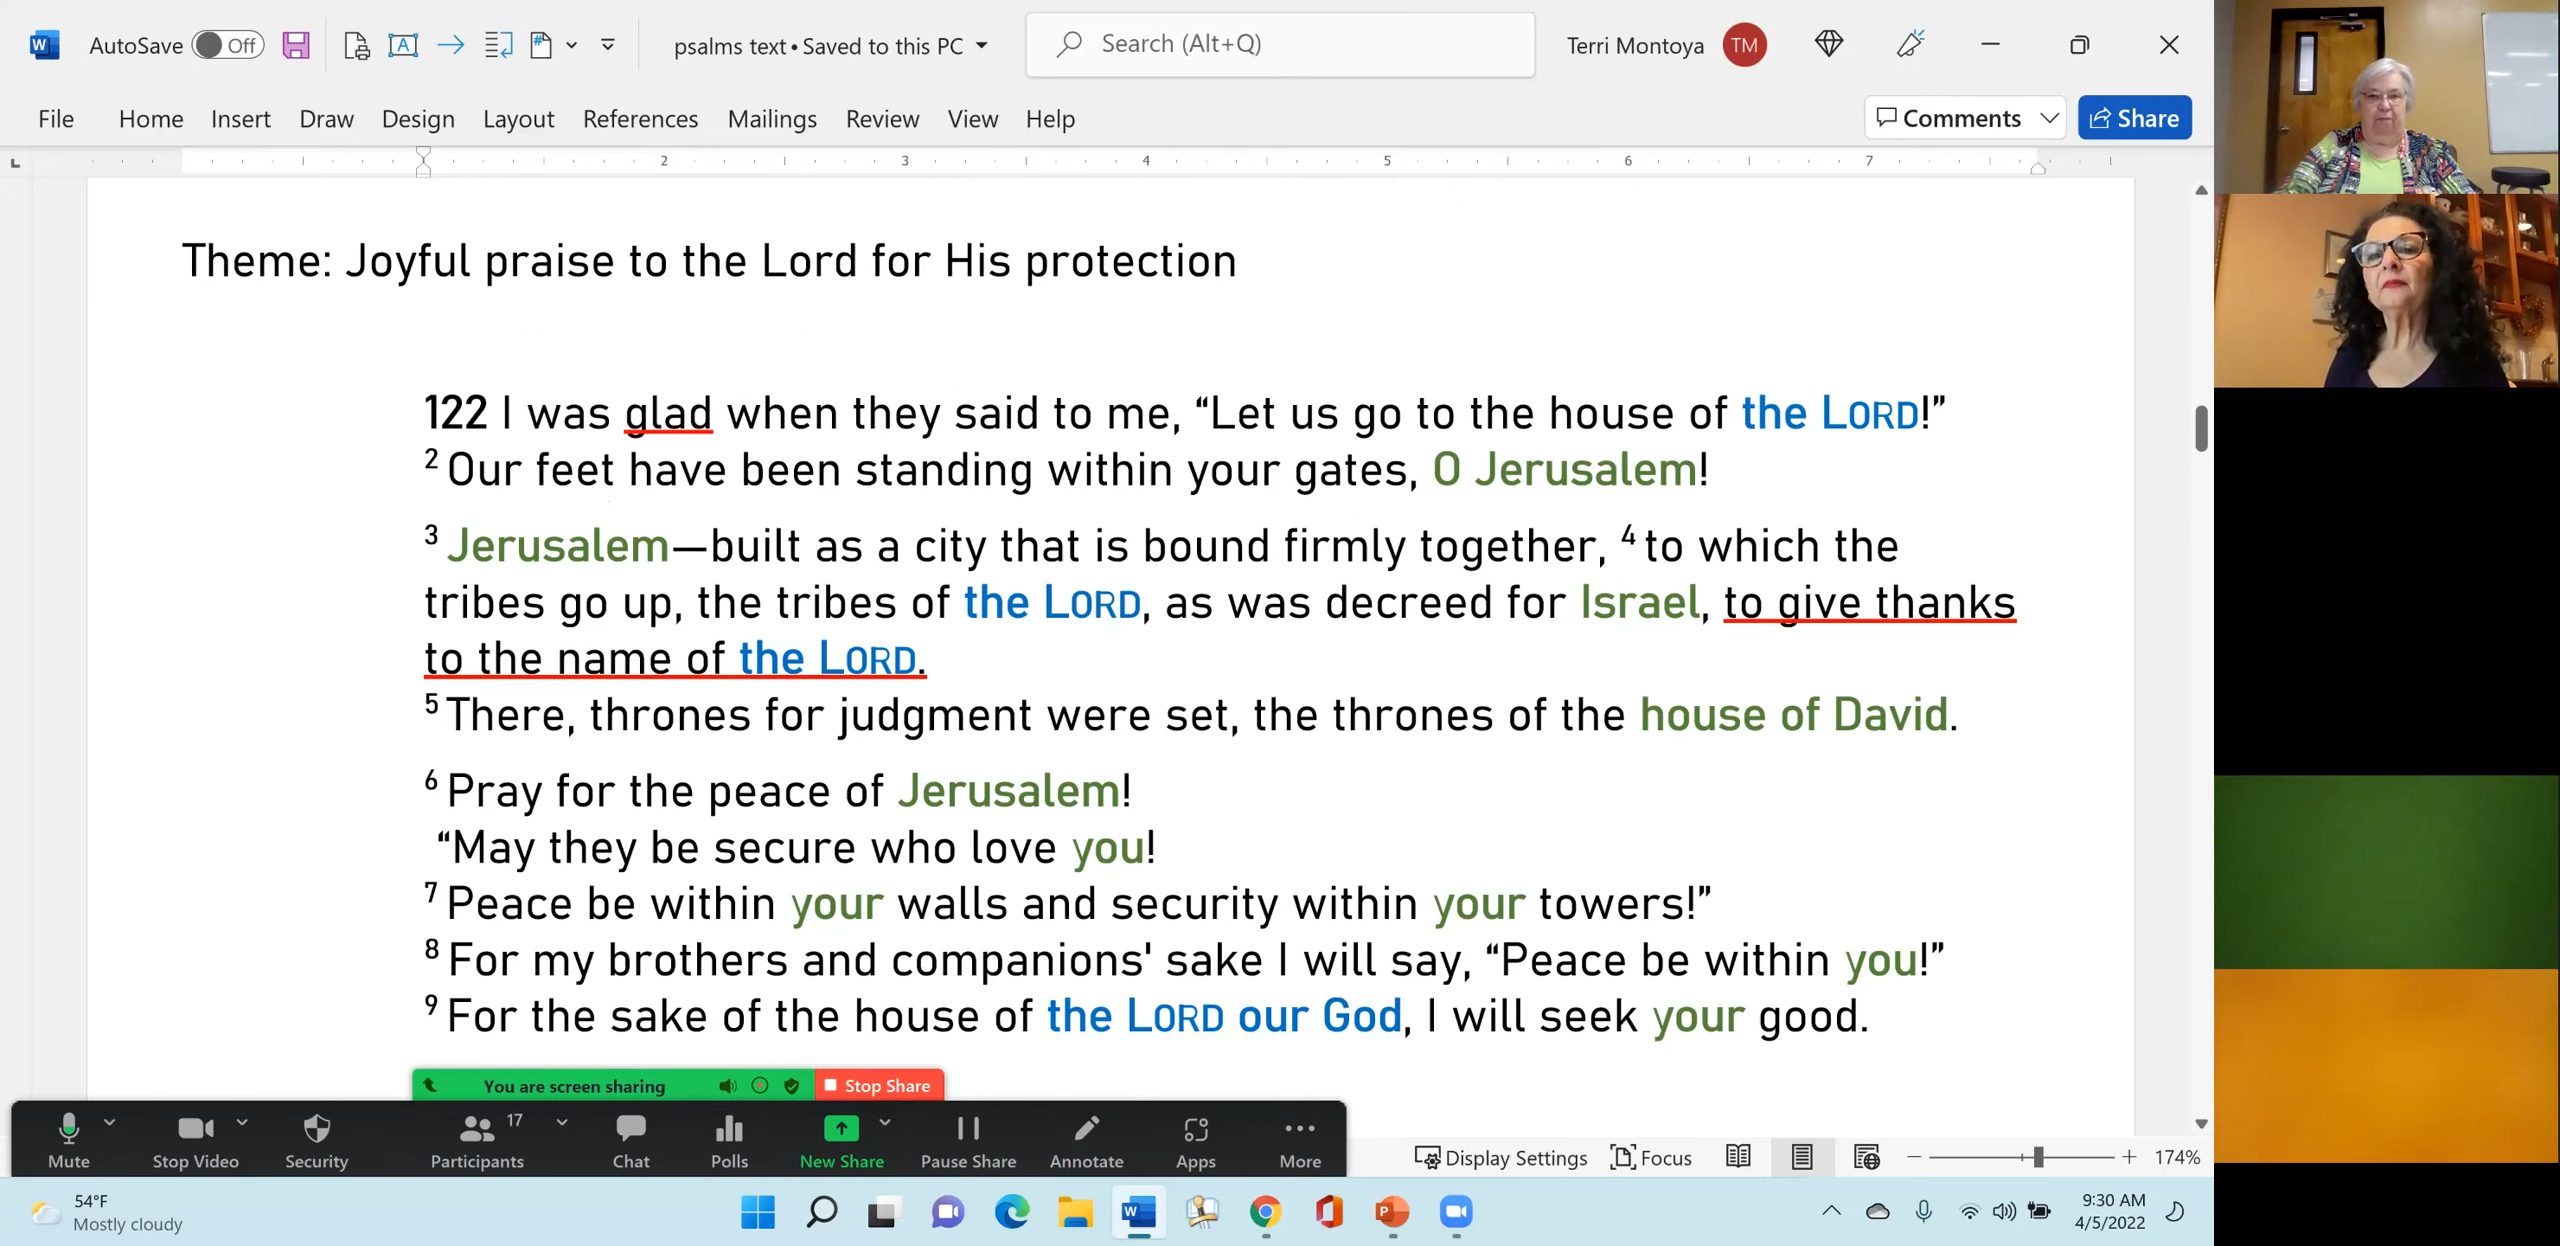 AutoSave Off psalms text • Saved to this PC Search (Alt+Q) Terri Montoya TM
File Home Insert Draw Design Layout References Mailings Review View Help Comments Share
2 3 4 5 6 7
Theme: Joyful praise to the Lord for His protection
122 I was glad when they said to me, “Let us go to the house of the LORD!”
2 Our feet have been standing within your gates, O Jerusalem!
3 Jerusalem—built as a city that is bound firmly together, 4 to which the
tribes go up, the tribes of the LORD, as was decreed for Israel, to give thanks
to the name of the LORD.
5 There, thrones for judgment were set, the thrones of the house of David.
6 Pray for the peace of Jerusalem!
“May they be secure who love you!
7 Peace be within your walls and security within your towers!”
8 For my brothers and companions' sake I will say, “Peace be within you!”
9 For the sake of the house of the LORD our God, I will seek your good.
You are screen sharing Stop Share
17
Mute Stop Video Security Participants Chat Polls New Share Pause Share Annotate Apps More
Display Settings Focus 174%
54°F
Mostly cloudy
9:30 AM
4/5/2022